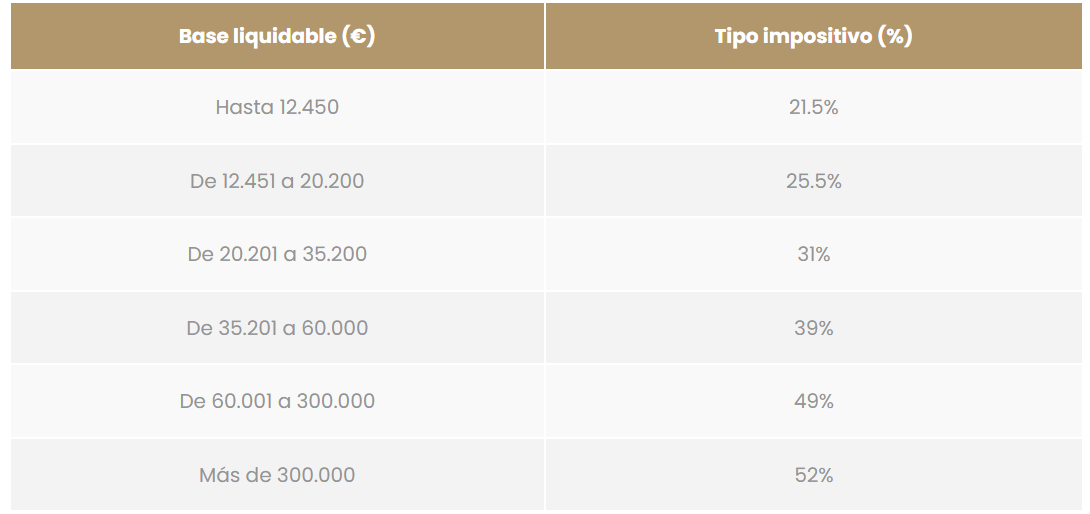 Base liquidable (€) Tipo impositivo (%)
Hasta 12.450 21.5%
De 12.451 a 20.200 25.5%
De 20.201 a 35.200 31%
De 35.201 a 60.000 39%
De 60.001 a 300.000 49%
Más de 300.000 52%